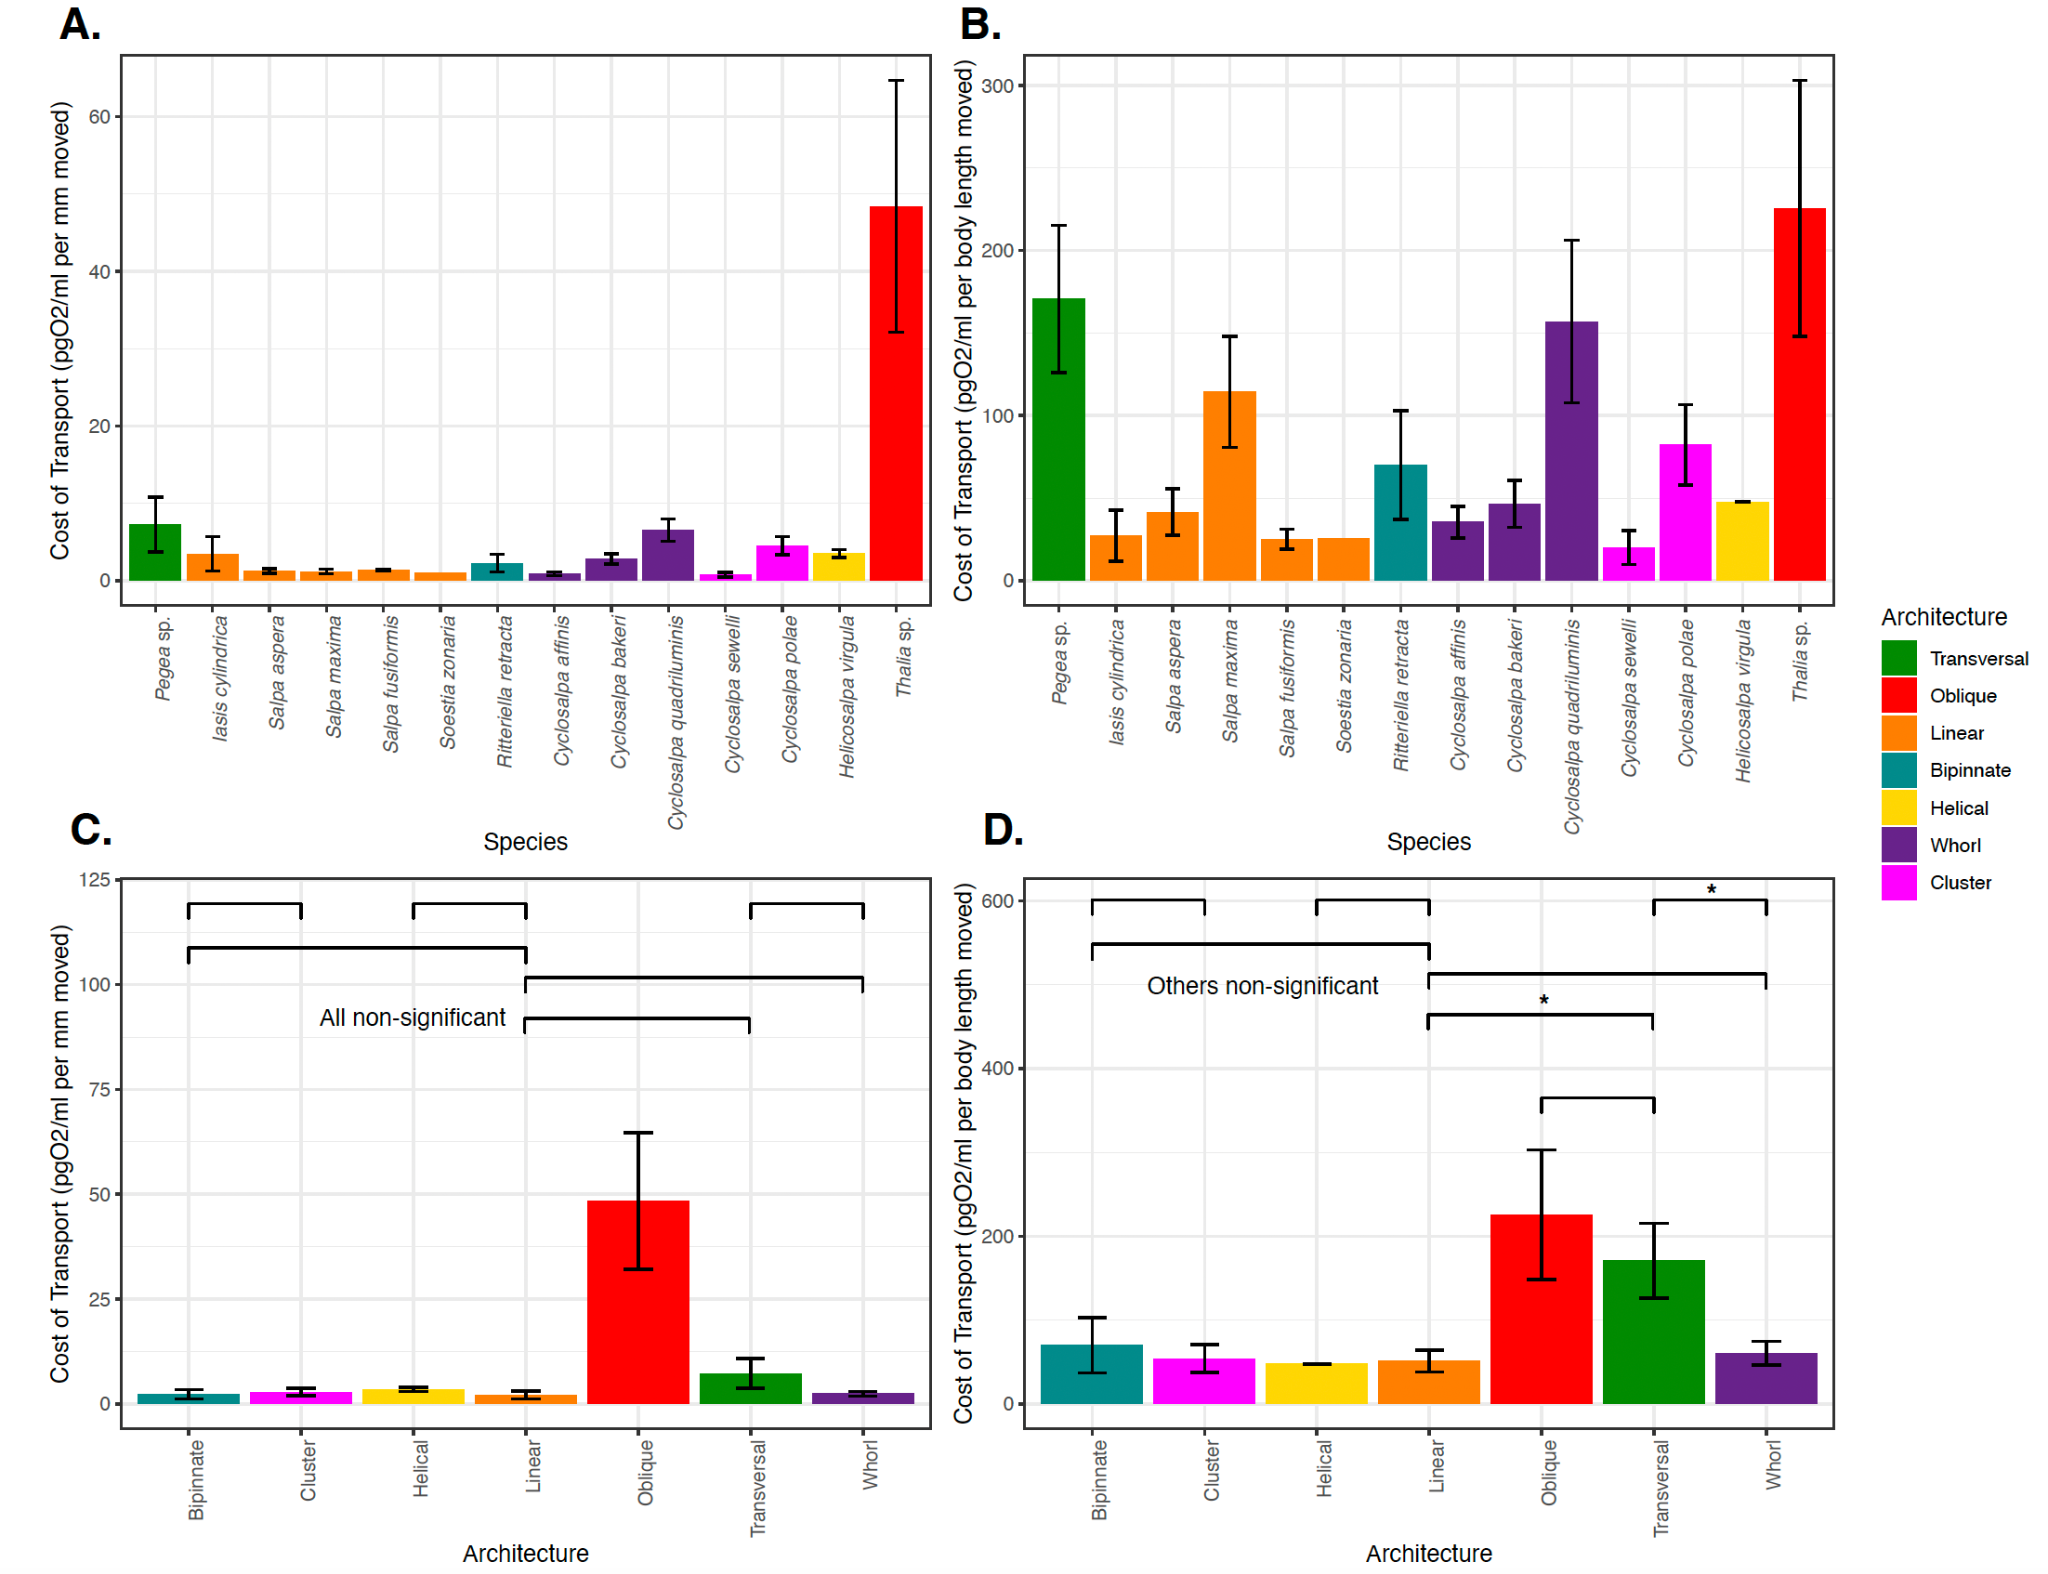 A.
Cost of Transport (pgO2/ml per mm moved)
60
40
20
0
Pegea sp.
Iasis cylindrica
Salpa aspera
Salpa maxima
Salpa fusiformis
Soestia zonaria
Ritteriella retracta
Cyclosalpa affinis
Cyclosalpa bakeri
Cyclosalpa quadriluminis
Cyclosalpa sewelli
Cyclosalpa polae
Helicosalpa virgula
Thalia sp.
Species
B.
Cost of Transport (pgO2/ml per body length moved)
300
200
100
0
Pegea sp.
Iasis cylindrica
Salpa aspera
Salpa maxima
Salpa fusiformis
Soestia zonaria
Ritteriella retracta
Cyclosalpa affinis
Cyclosalpa bakeri
Cyclosalpa quadriluminis
Cyclosalpa sewelli
Cyclosalpa polae
Helicosalpa virgula
Thalia sp.
Species
Architecture
Transversal
Oblique
Linear
Bipinnate
Helical
Whorl
Cluster
C.
Cost of Transport (pgO2/ml per mm moved)
125
100
75
50
25
0
All non-significant
Bipinnate
Cluster
Helical
Linear
Oblique
Transversal
Whorl
Architecture
D.
Cost of Transport (pgO2/ml per body length moved)
600
400
200
0
*
Others non-significant
*
Bipinnate
Cluster
Helical
Linear
Oblique
Transversal
Whorl
Architecture